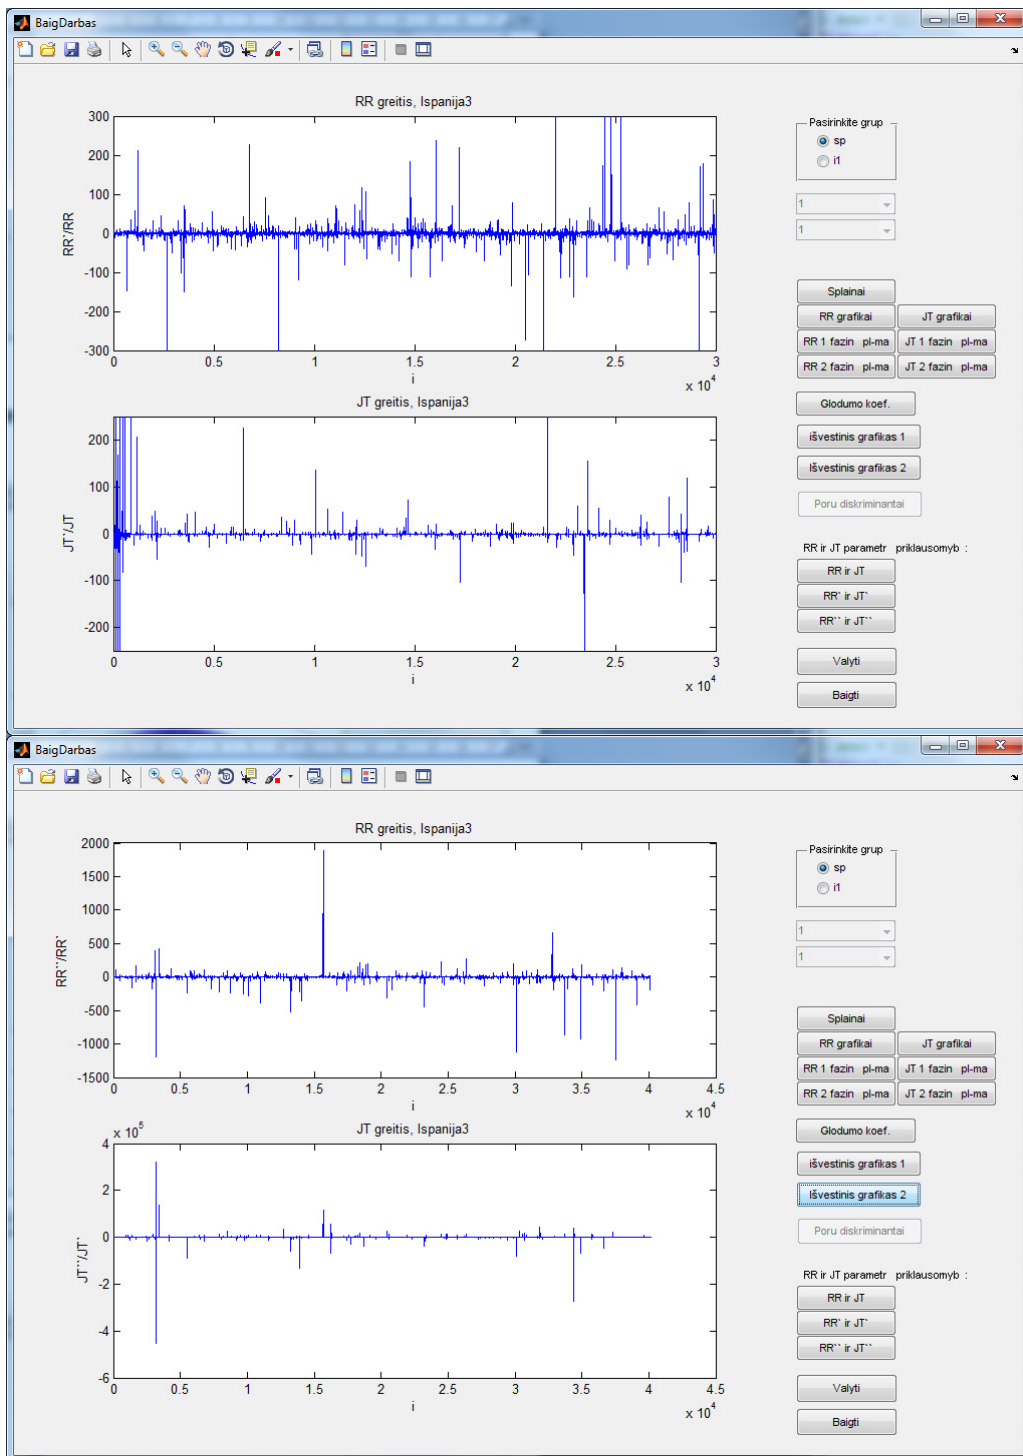 BaigDarbas
RR greitis, Ispanija3
300
200
100
0
-100
-200
-300
RR`/RR
0
0.5
1
1.5
2
2.5
3
i
x 10^4
JT greitis, Ispanija3
200
100
0
-100
-200
JT`/JT
0
0.5
1
1.5
2
2.5
3
i
x 10^4
Pasirinkite grup
sp
i1
1
1
Splainai
RR grafikai
JT grafikai
RR 1 fazin pl-ma
JT 1 fazin pl-ma
RR 2 fazin pl-ma
JT 2 fazin pl-ma
Glodumo koef.
išvestinis grafikas 1
Išvestinis grafikas 2
Poru diskriminantai
RR ir JT parametr priklausomyb :
RR ir JT
RR` ir JT`
RR`` ir JT``
Valyti
Baigti
BaigDarbas
RR greitis, Ispanija3
2000
1500
1000
500
0
-500
-1000
-1500
RR``/RR`
0
0.5
1
1.5
2
2.5
3
3.5
4
4.5
i
x 10^4
x 10^5
JT greitis, Ispanija3
4
2
0
-2
-4
-6
JT``/JT`
0
0.5
1
1.5
2
2.5
3
3.5
4
4.5
i
x 10^4
Pasirinkite grup
sp
i1
1
1
Splainai
RR grafikai
JT grafikai
RR 1 fazin pl-ma
JT 1 fazin pl-ma
RR 2 fazin pl-ma
JT 2 fazin pl-ma
Glodumo koef.
išvestinis grafikas 1
Išvestinis grafikas 2
Poru diskriminantai
RR ir JT parametr priklausomyb :
RR ir JT
RR` ir JT`
RR`` ir JT``
Valyti
Baigti